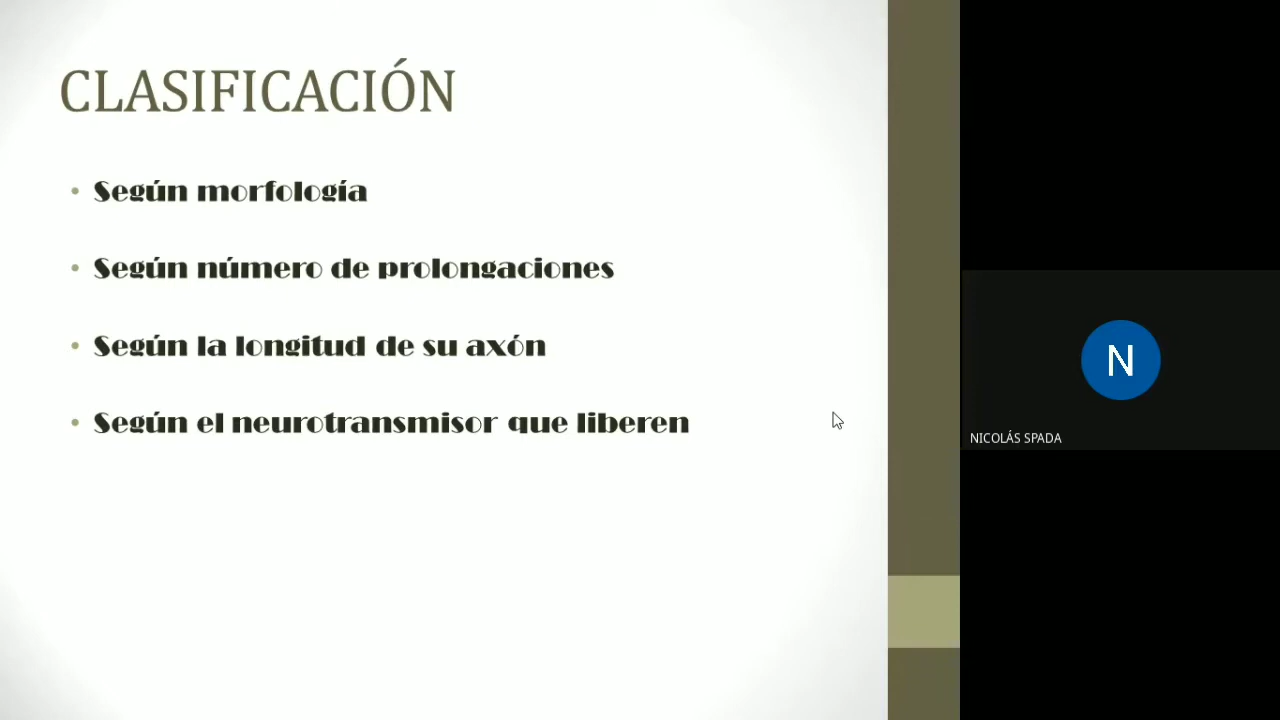 CLASIFICACIÓN
• Según morfología
• Según número de prolongaciones
• Según la longitud de su axón
• Según el neurotransmisor que liberen
N
NICOLÁS SPADA